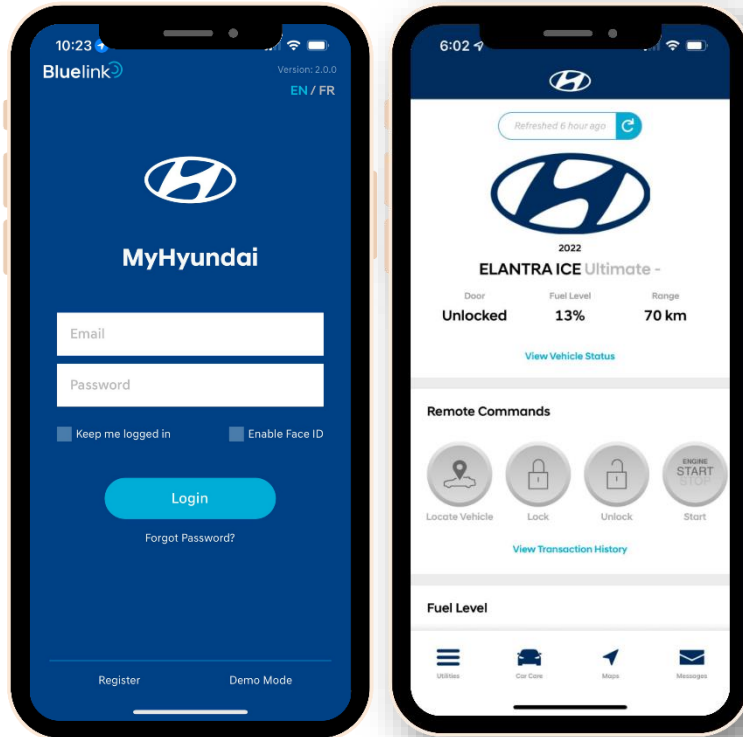 10:23
Bluelink
Version: 2.0.0
EN / FR
MyHyundai
Email
Password
Keep me logged in
Enable Face ID
Login
Forgot Password?
Register
Demo Mode
6:02
Refreshed 6 hour ago
2022
ELANTRA ICE Ultimate -
Door
Fuel Level
Range
Unlocked
13%
70 km
View Vehicle Status
Remote Commands
ENGINE
START
STOP
Locate Vehicle
Lock
Unlock
Start
View Transaction History
Fuel Level
Utilities
Car Care
Maps
Messages